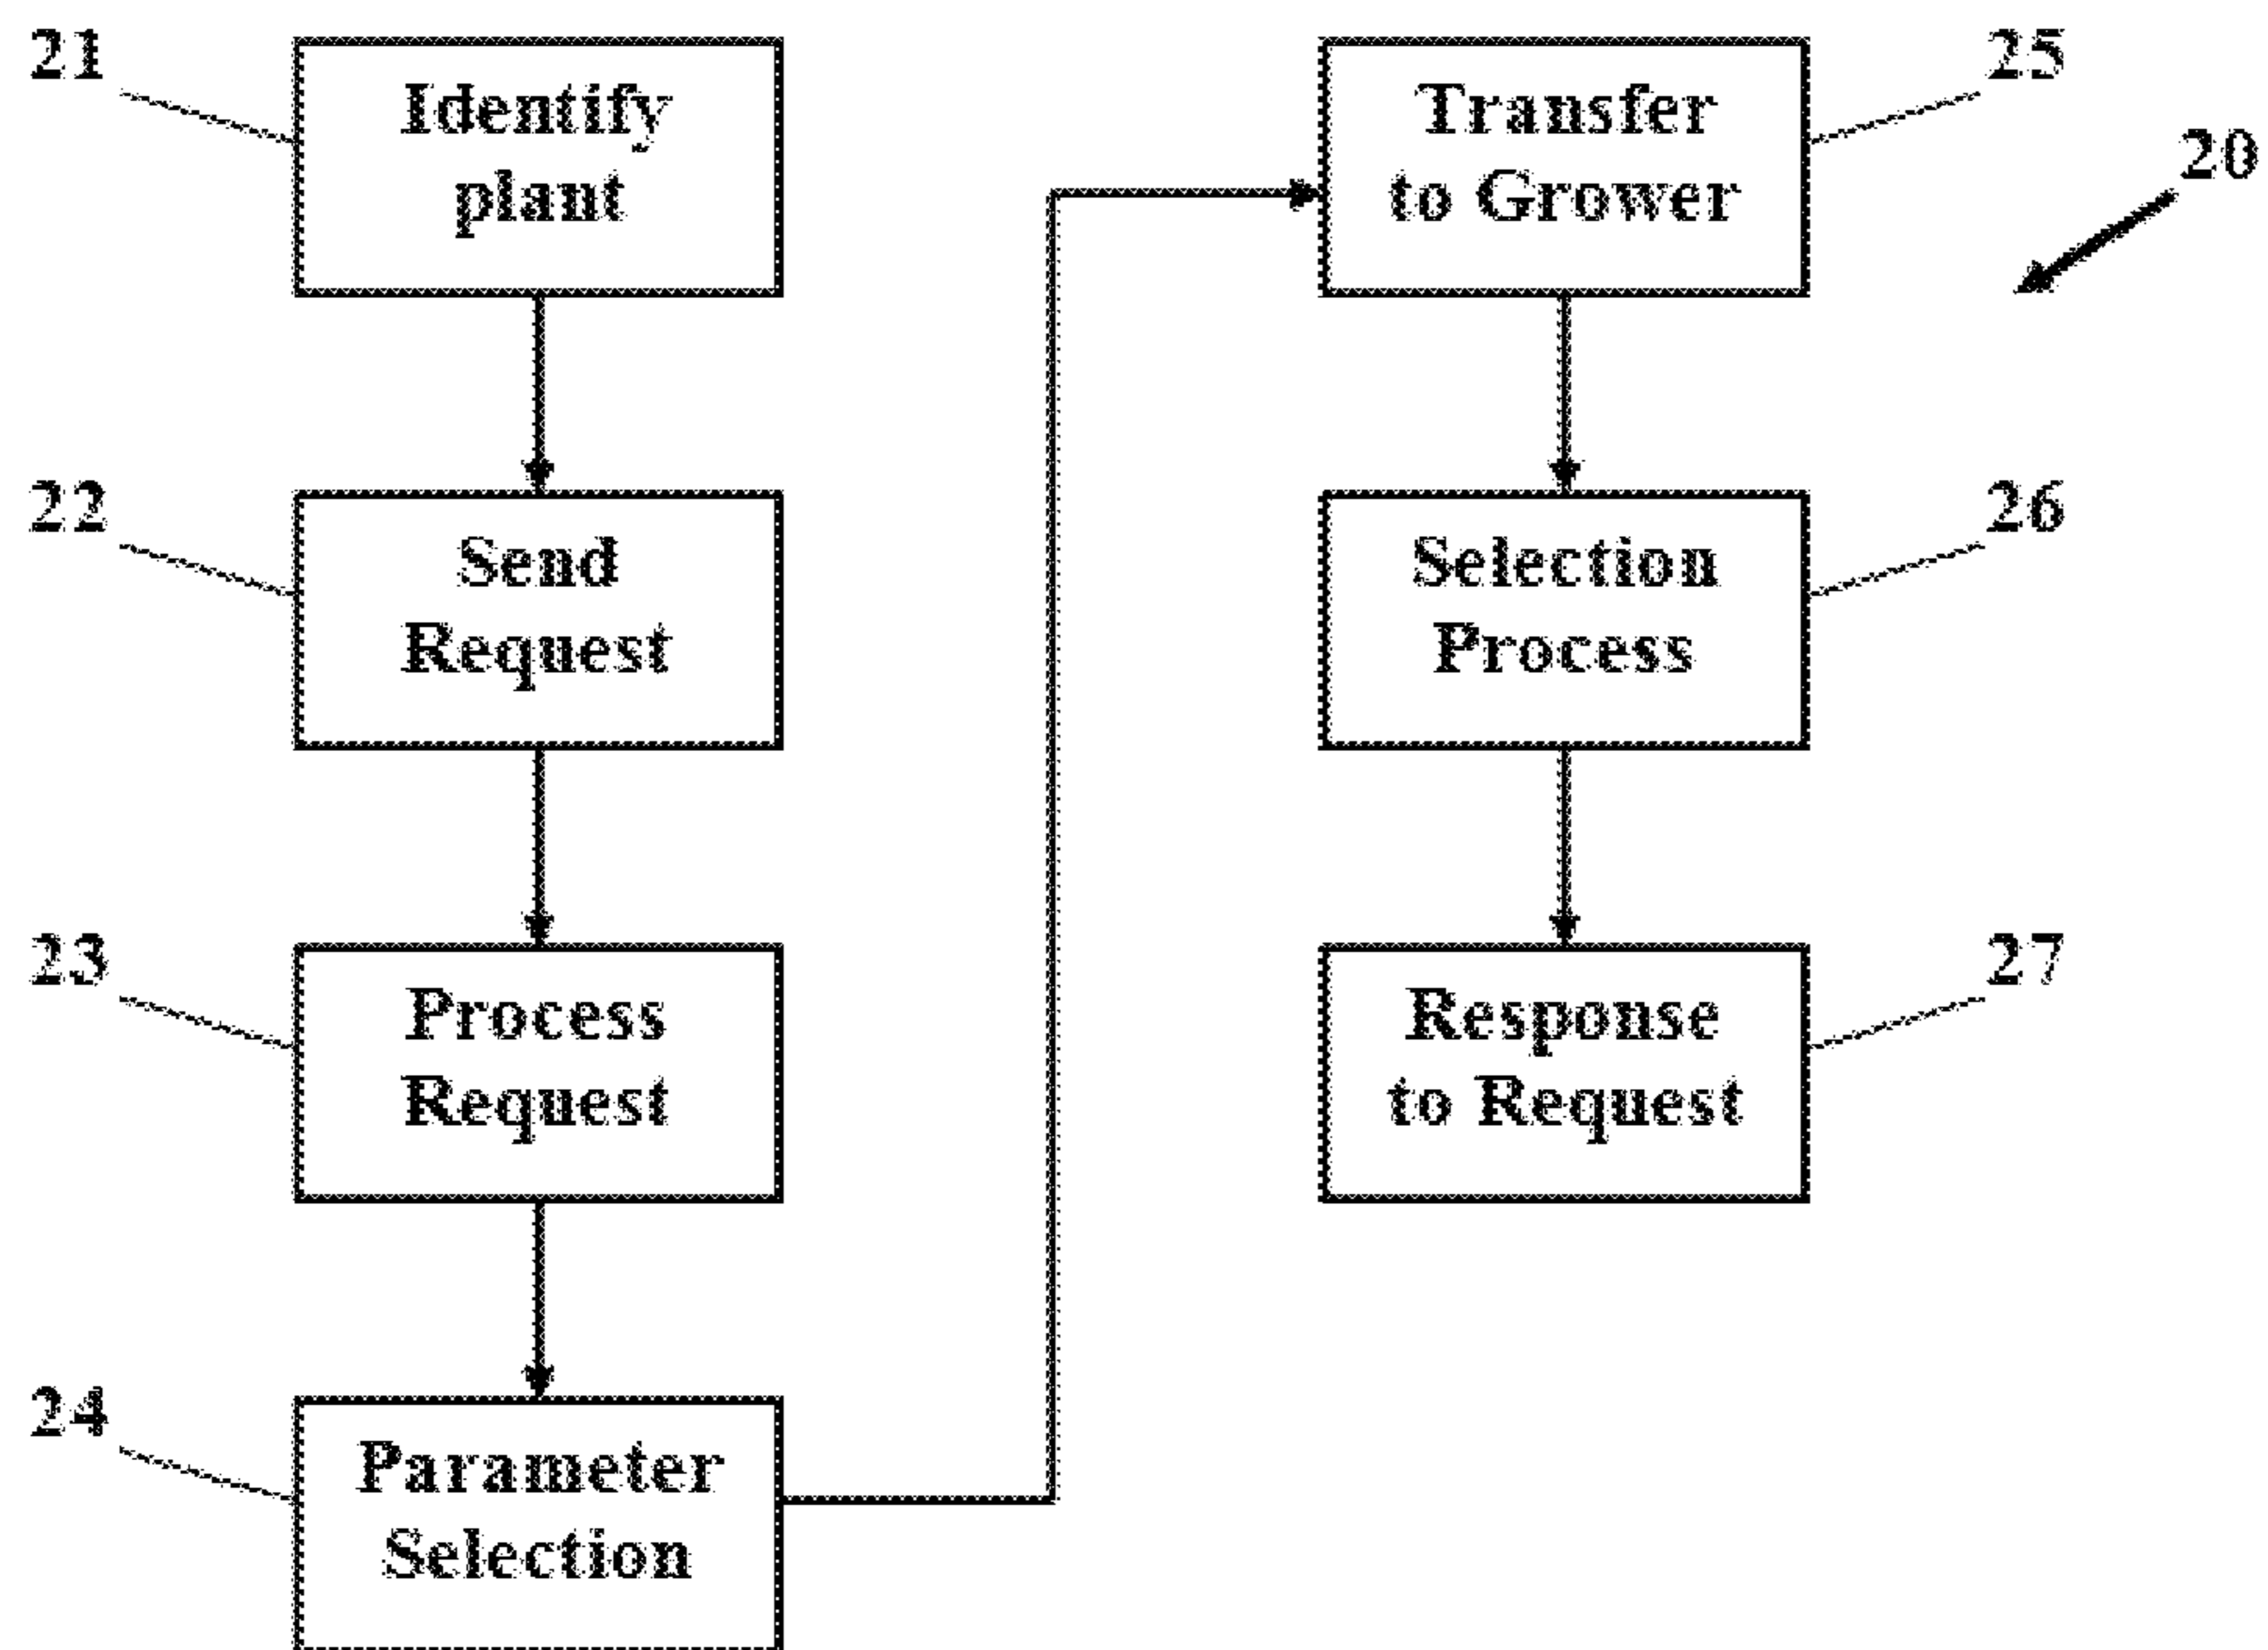 21
Identify
plant
22
Send
Request
23
Process
Request
24
Parameter
Selection
25
Transfer
to Grower
20
26
Selection
Process
27
Response
to Request